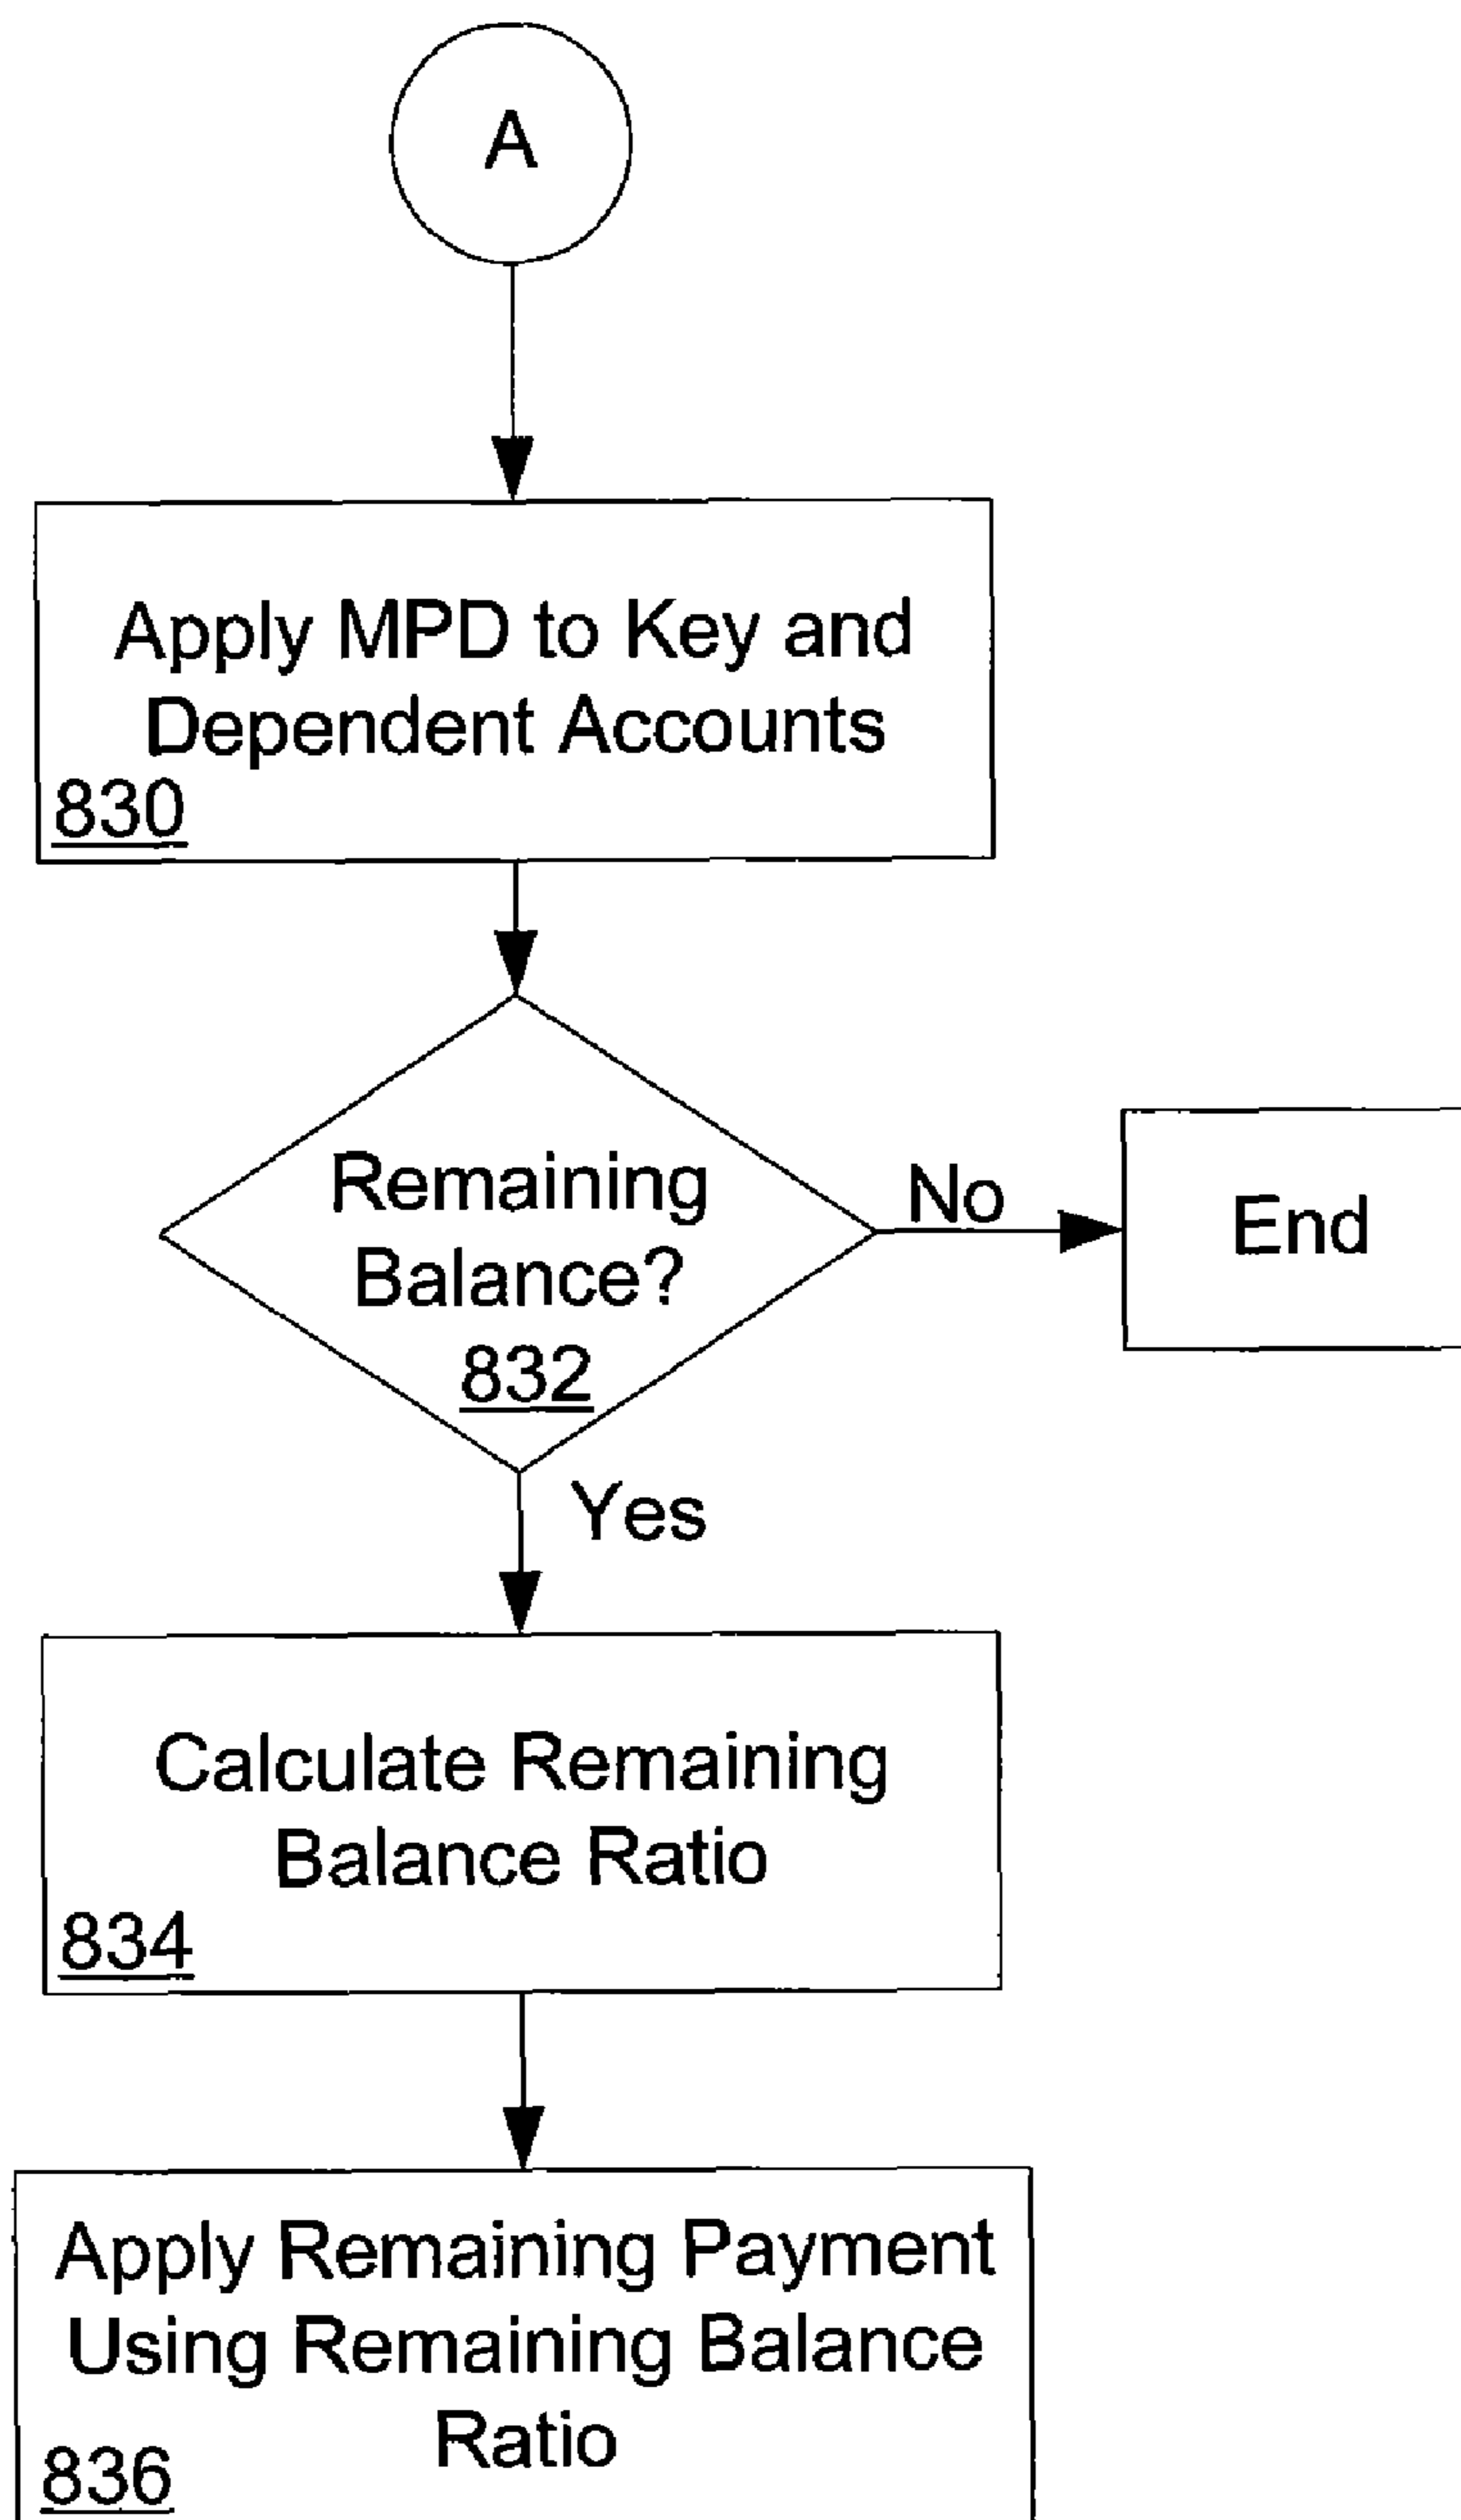 A
Apply MPD to Key and
Dependent Accounts
830
Remaining
Balance?
832
No
End
Yes
Calculate Remaining
Balance Ratio
834
Apply Remaining Payment
Using Remaining Balance
Ratio
836